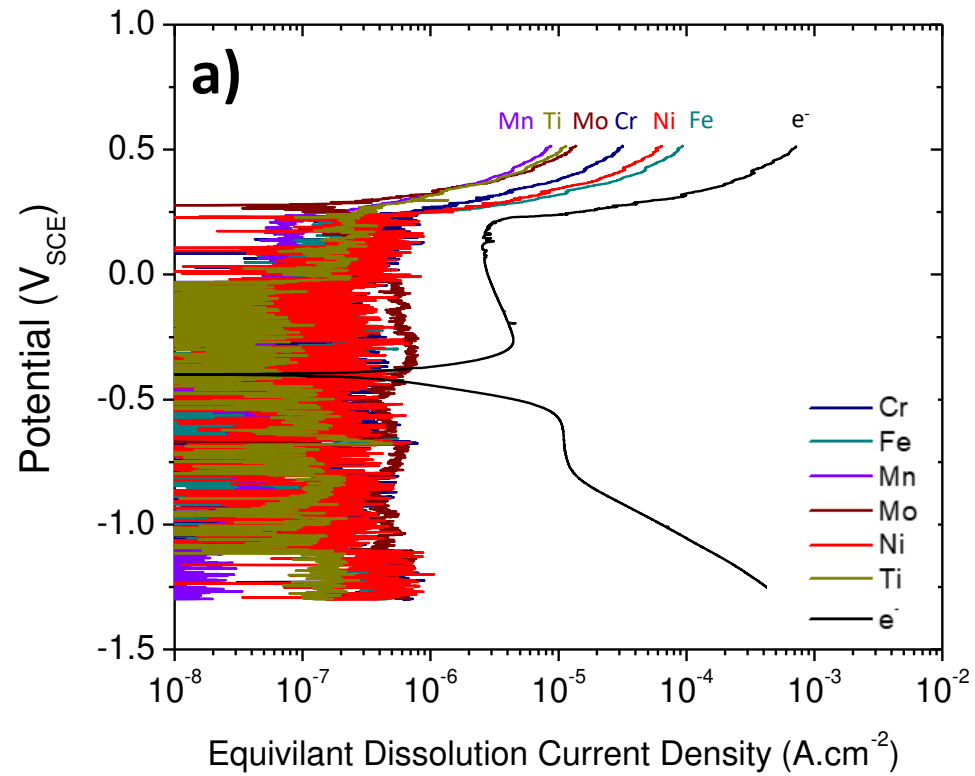 a)
Mn Ti Mo Cr Ni Fe e⁻
1.0
0.5
0.0
-0.5
-1.0
-1.5
Potential (V_SCE)
Cr
Fe
Mn
Mo
Ni
Ti
e⁻
10⁻⁸ 10⁻⁷ 10⁻⁶ 10⁻⁵ 10⁻⁴ 10⁻³ 10⁻²
Equivilant Dissolution Current Density (A.cm⁻²)